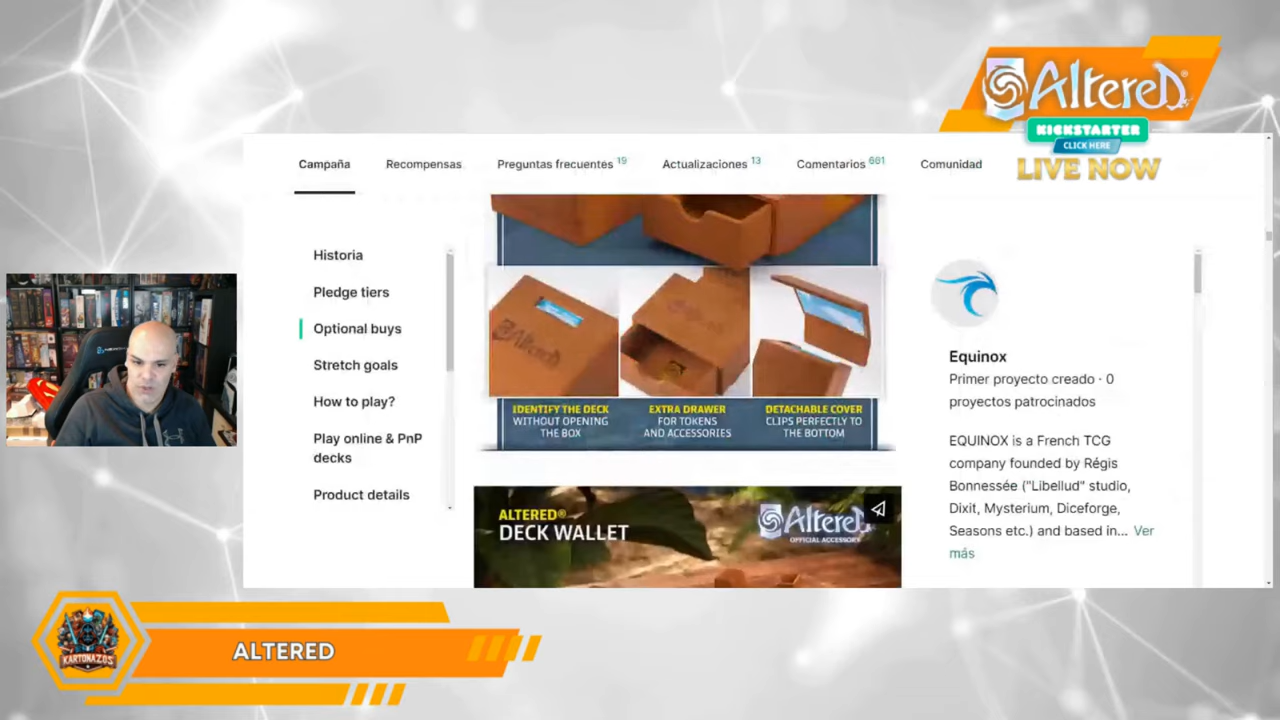 Altered
KICKSTARTER
CLICK HERE
LIVE NOW
Campaña
Recompensas
Preguntas frecuentes 19
Actualizaciones 13
Comentarios 661
Comunidad
Historia
Pledge tiers
Optional buys
Stretch goals
How to play?
Play online & PnP
decks
Product details
Altered
IDENTIFY THE DECK
WITHOUT OPENING
THE BOX
EXTRA DRAWER
FOR TOKENS
AND ACCESSORIES
DETACHABLE COVER
CLIPS PERFECTLY TO
THE BOTTOM
ALTERED®
DECK WALLET
Altered
OFFICIAL ACCESSORY
Equinox
Primer proyecto creado · 0
proyectos patrocinados
EQUINOX is a French TCG
company founded by Régis
Bonnessée ("Libellud" studio,
Dixit, Mysterium, Diceforge,
Seasons etc.) and based in... Ver
más
KARTONAZOS
ALTERED